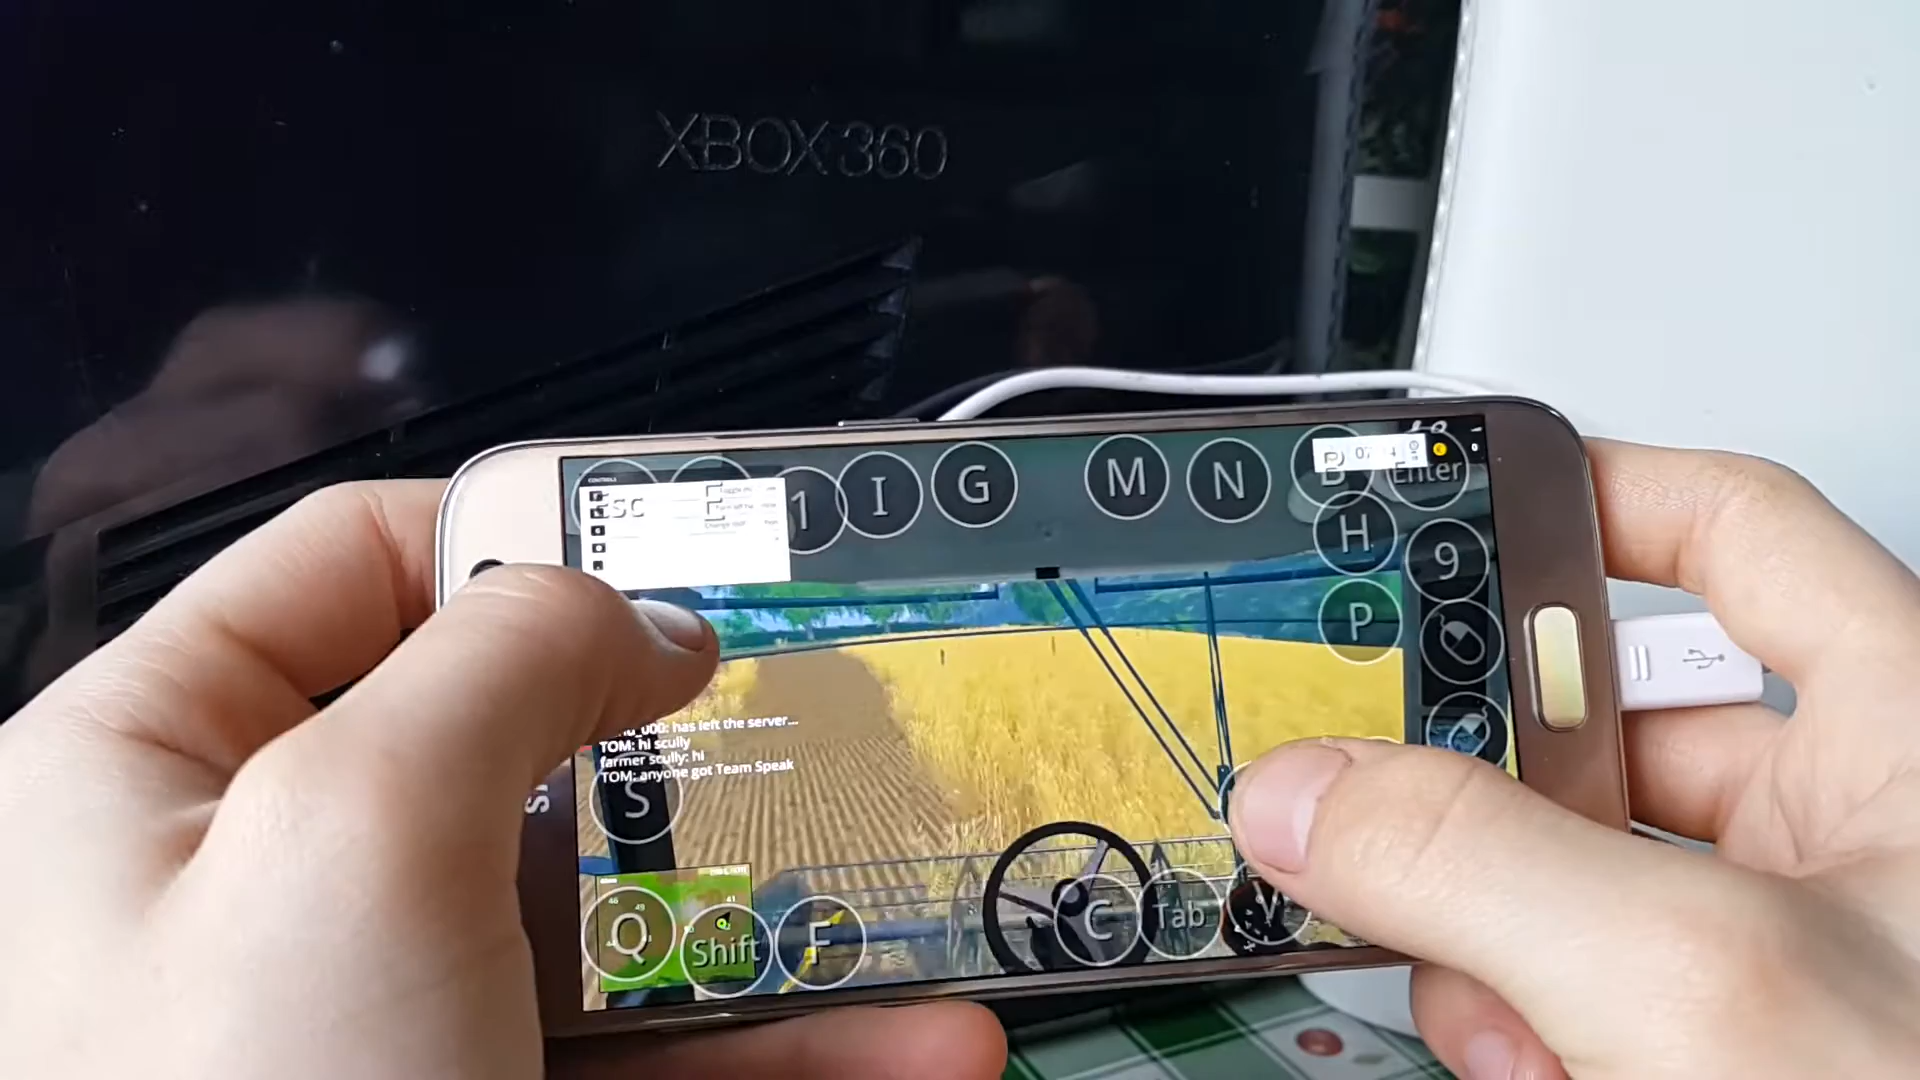 XBOX 360
ESC
1
I
G
M
N
B
Enter
H
9
P
has left the server...
TOM: hi scully
farmer scully: hi
TOM: anyone got Team Speak
S
Q
Shift
F
C
Tab
V